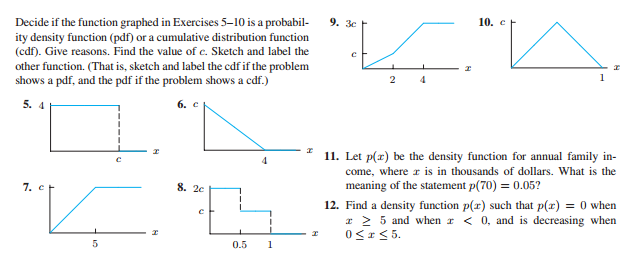 Decide if the function graphed in Exercises 5–10 is a probabil-
ity density function (pdf) or a cumulative distribution function
(cdf). Give reasons. Find the value of c. Sketch and label the
other function. (That is, sketch and label the cdf if the problem
shows a pdf, and the pdf if the problem shows a cdf.)
5. 4
x
c
6. c
x
4
7. c
x
5
8. 2c
c
x
0.5 1
9. 3c
c
x
2 4
10. c
x
1
11. Let p(x) be the density function for annual family in-
come, where x is in thousands of dollars. What is the
meaning of the statement p(70) = 0.05?
12. Find a density function p(x) such that p(x) = 0 when
x ≥ 5 and when x < 0, and is decreasing when
0 ≤ x ≤ 5.